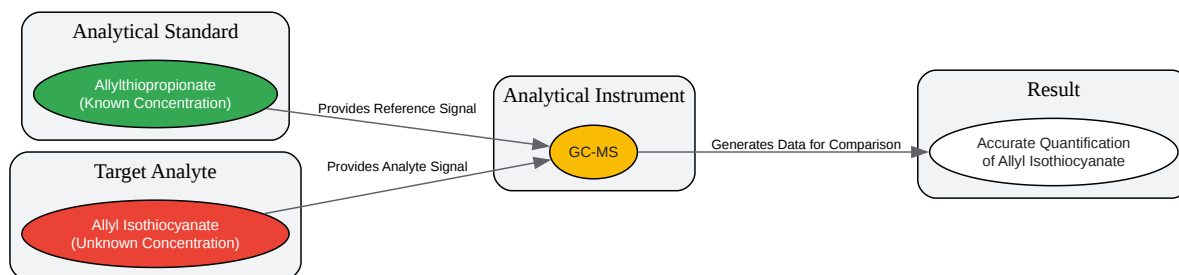 Analytical Standard
Allylthiopropionate
(Known Concentration)
Provides Reference Signal
Target Analyte
Allyl Isothiocyanate
(Unknown Concentration)
Provides Analyte Signal
Analytical Instrument
GC-MS
Generates Data for Comparison
Result
Accurate Quantification
of Allyl Isothiocyanate